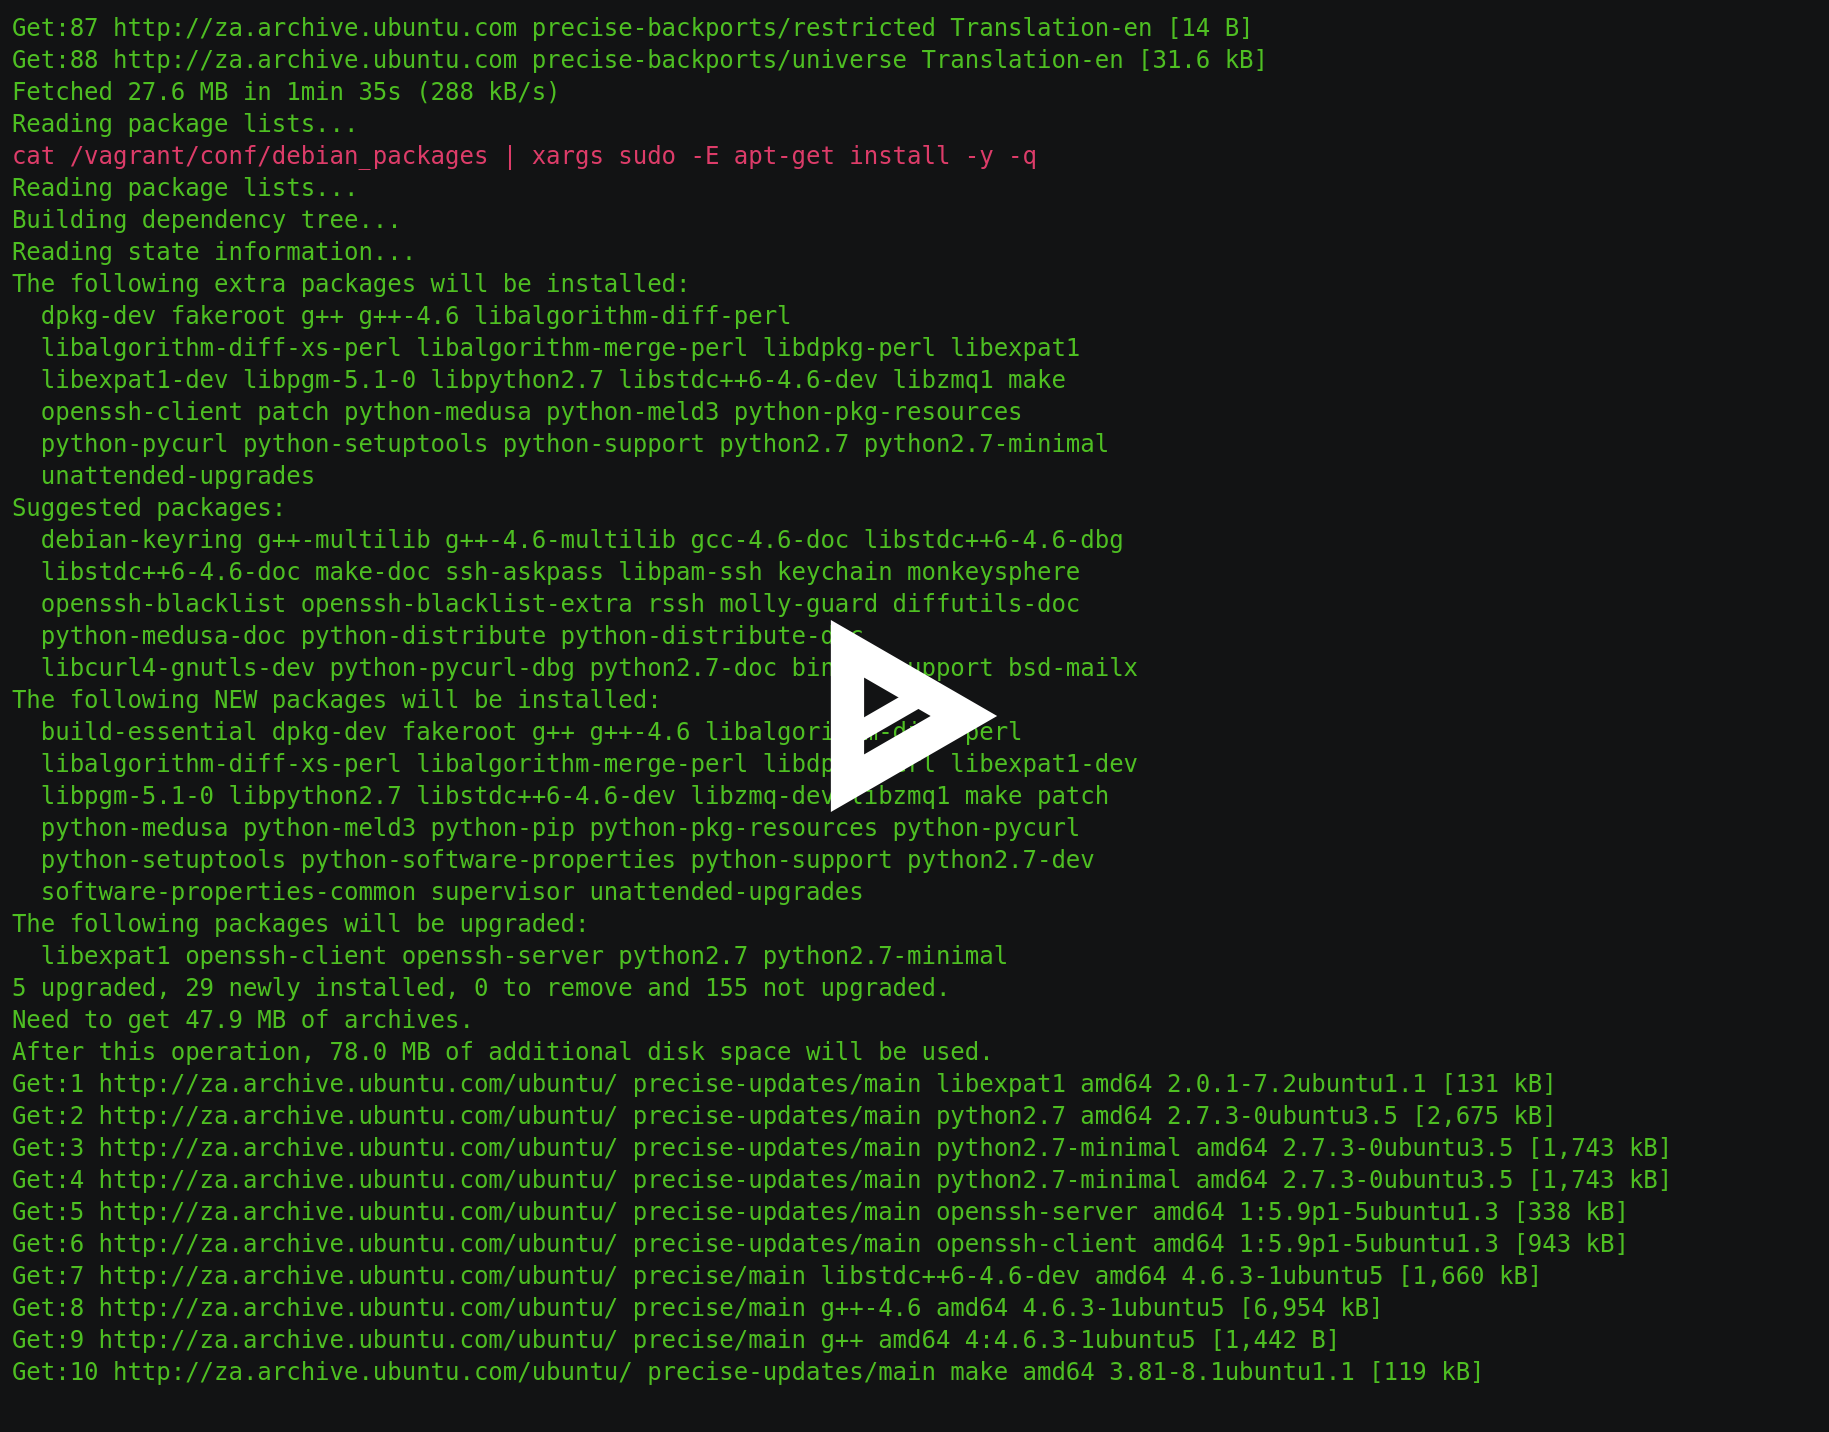 Get:87 http://za.archive.ubuntu.com precise-backports/restricted Translation-en [14 B]
Get:88 http://za.archive.ubuntu.com precise-backports/universe Translation-en [31.6 kB]
Fetched 27.6 MB in 1min 35s (288 kB/s)
Reading package lists...
cat /vagrant/conf/debian_packages | xargs sudo -E apt-get install -y -q
Reading package lists...
Building dependency tree...
Reading state information...
The following extra packages will be installed:
  dpkg-dev fakeroot g++ g++-4.6 libalgorithm-diff-perl
  libalgorithm-diff-xs-perl libalgorithm-merge-perl libdpkg-perl libexpat1
  libexpat1-dev libpgm-5.1-0 libpython2.7 libstdc++6-4.6-dev libzmq1 make
  openssh-client patch python-medusa python-meld3 python-pkg-resources
  python-pycurl python-setuptools python-support python2.7 python2.7-minimal
  unattended-upgrades
Suggested packages:
  debian-keyring g++-multilib g++-4.6-multilib gcc-4.6-doc libstdc++6-4.6-dbg
  libstdc++6-4.6-doc make-doc ssh-askpass libpam-ssh keychain monkeysphere
  openssh-blacklist openssh-blacklist-extra rssh molly-guard diffutils-doc
  python-medusa-doc python-distribute
  libcurl4-gnutls-dev python-pycurl-dbg python2.7-doc bsd-mailx
The following NEW packages will be installed:
  build-essential dpkg-dev fakeroot g++ g++-4.6
  libalgorithm-diff-xs-perl libalgorithm-merge-perl libexpat1-dev
  libpgm-5.1-0 libpython2.7 libstdc++6-4.6-dev libzmq-dev libzmq1 make patch
  python-medusa python-meld3 python-pip python-pkg-resources python-pycurl
  python-setuptools python-software-properties python-support python2.7-dev
  software-properties-common supervisor unattended-upgrades
The following packages will be upgraded:
  libexpat1 openssh-client openssh-server python2.7 python2.7-minimal
5 upgraded, 29 newly installed, 0 to remove and 155 not upgraded.
Need to get 47.9 MB of archives.
After this operation, 78.0 MB of additional disk space will be used.
Get:1 http://za.archive.ubuntu.com/ubuntu/ precise-updates/main libexpat1 amd64 2.0.1-7.2ubuntu1.1 [131 kB]
Get:2 http://za.archive.ubuntu.com/ubuntu/ precise-updates/main python2.7 amd64 2.7.3-0ubuntu3.5 [2,675 kB]
Get:3 http://za.archive.ubuntu.com/ubuntu/ precise-updates/main python2.7-minimal amd64 2.7.3-0ubuntu3.5 [1,743 kB]
Get:4 http://za.archive.ubuntu.com/ubuntu/ precise-updates/main python2.7-minimal amd64 2.7.3-0ubuntu3.5 [1,743 kB]
Get:5 http://za.archive.ubuntu.com/ubuntu/ precise-updates/main openssh-server amd64 1:5.9p1-5ubuntu1.3 [338 kB]
Get:6 http://za.archive.ubuntu.com/ubuntu/ precise-updates/main openssh-client amd64 1:5.9p1-5ubuntu1.3 [943 kB]
Get:7 http://za.archive.ubuntu.com/ubuntu/ precise/main libstdc++6-4.6-dev amd64 4.6.3-1ubuntu5 [1,660 kB]
Get:8 http://za.archive.ubuntu.com/ubuntu/ precise/main g++-4.6 amd64 4.6.3-1ubuntu5 [6,954 kB]
Get:9 http://za.archive.ubuntu.com/ubuntu/ precise/main g++ amd64 4:4.6.3-1ubuntu5 [1,442 B]
Get:10 http://za.archive.ubuntu.com/ubuntu/ precise-updates/main make amd64 3.81-8.1ubuntu1.1 [119 kB]